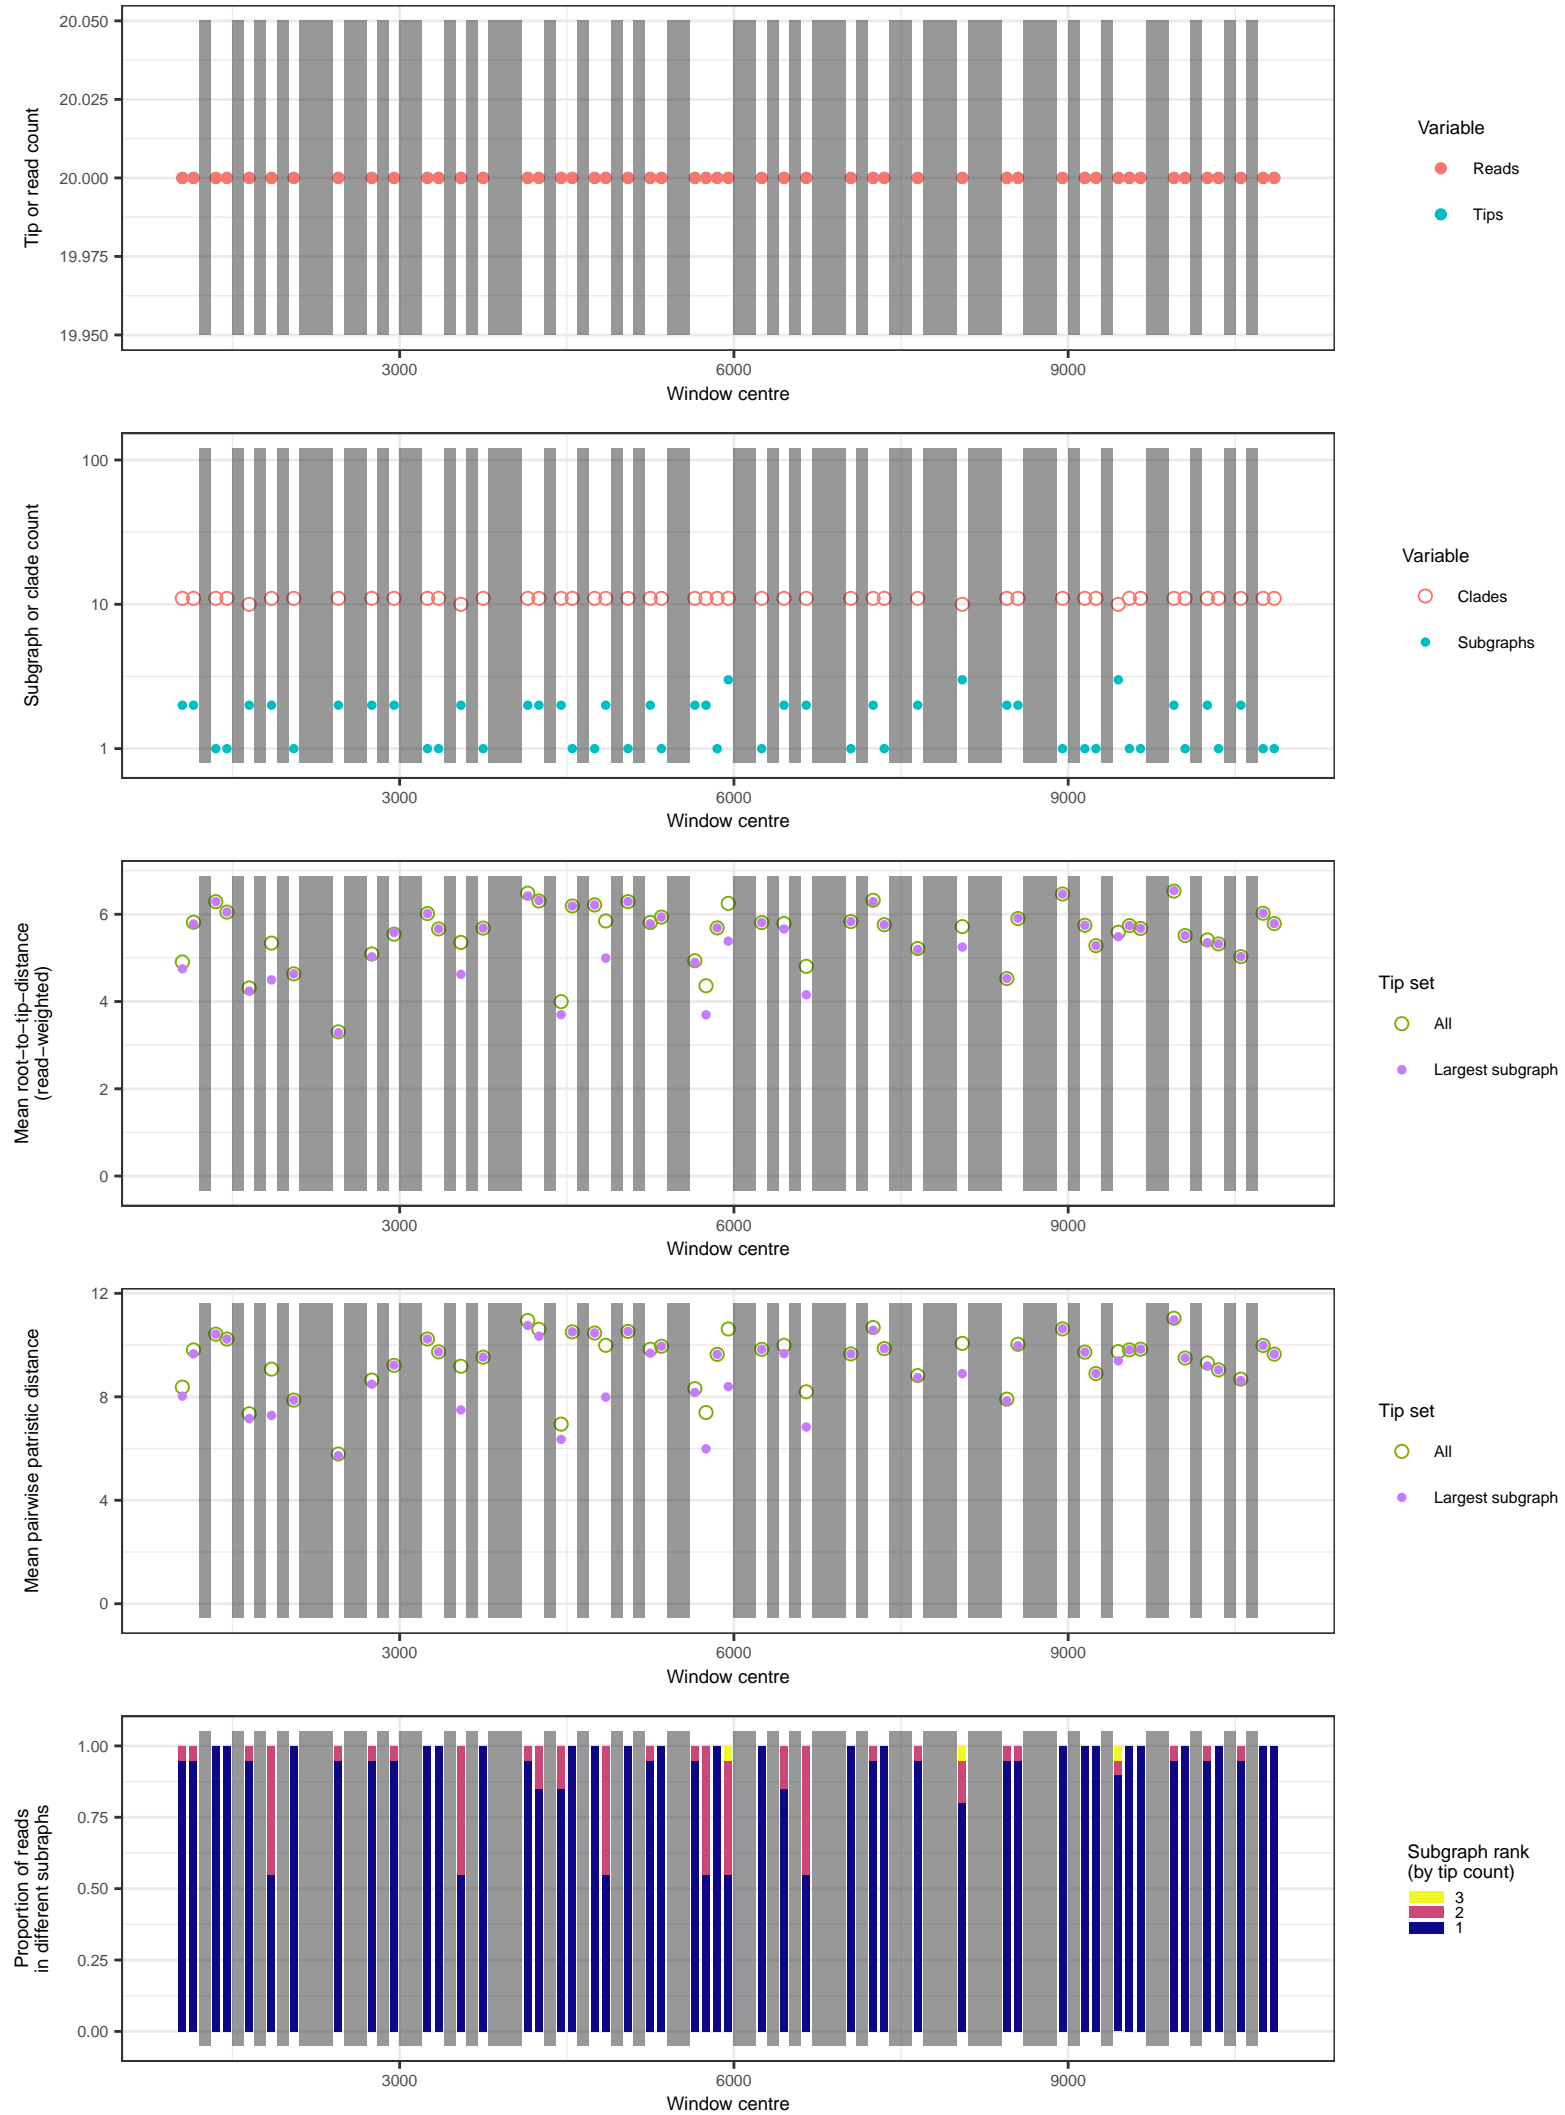 20.050
20.025
20.000
19.975
19.950
Tip or read count
3000 6000 9000
Window centre
Variable
Reads
Tips
100
10
1
Subgraph or clade count
3000 6000 9000
Window centre
Variable
Clades
Subgraphs
6
4
2
0
Mean root−to−tip−distance
(read−weighted)
3000 6000 9000
Window centre
Tip set
All
Largest subgraph
12
8
4
0
Mean pairwise patristic distance
3000 6000 9000
Window centre
Tip set
All
Largest subgraph
1.00
0.75
0.50
0.25
0.00
Proportion of reads
in different subraphs
3000 6000 9000
Window centre
Subgraph rank
(by tip count)
3
2
1